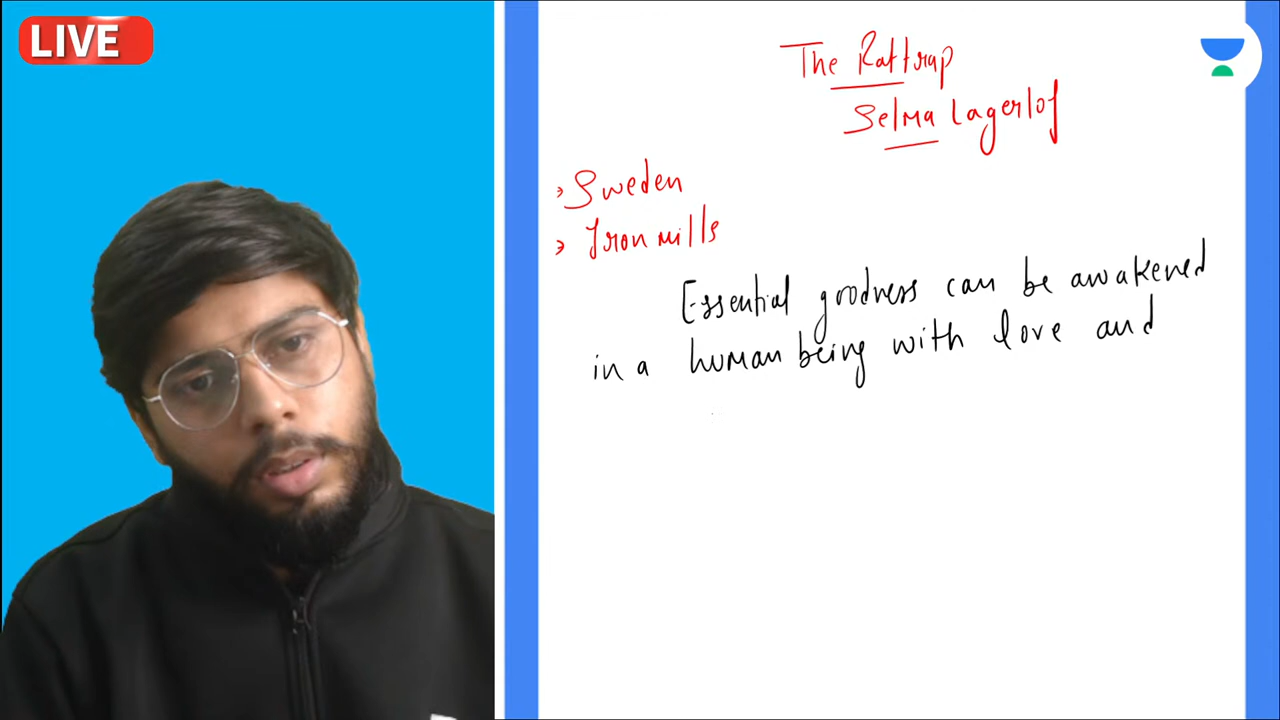 LIVE
The Rattrap
Selma Lagerlof
> Sweden
> Iron mills
Essential goodness can be awakened
in a human being with love and